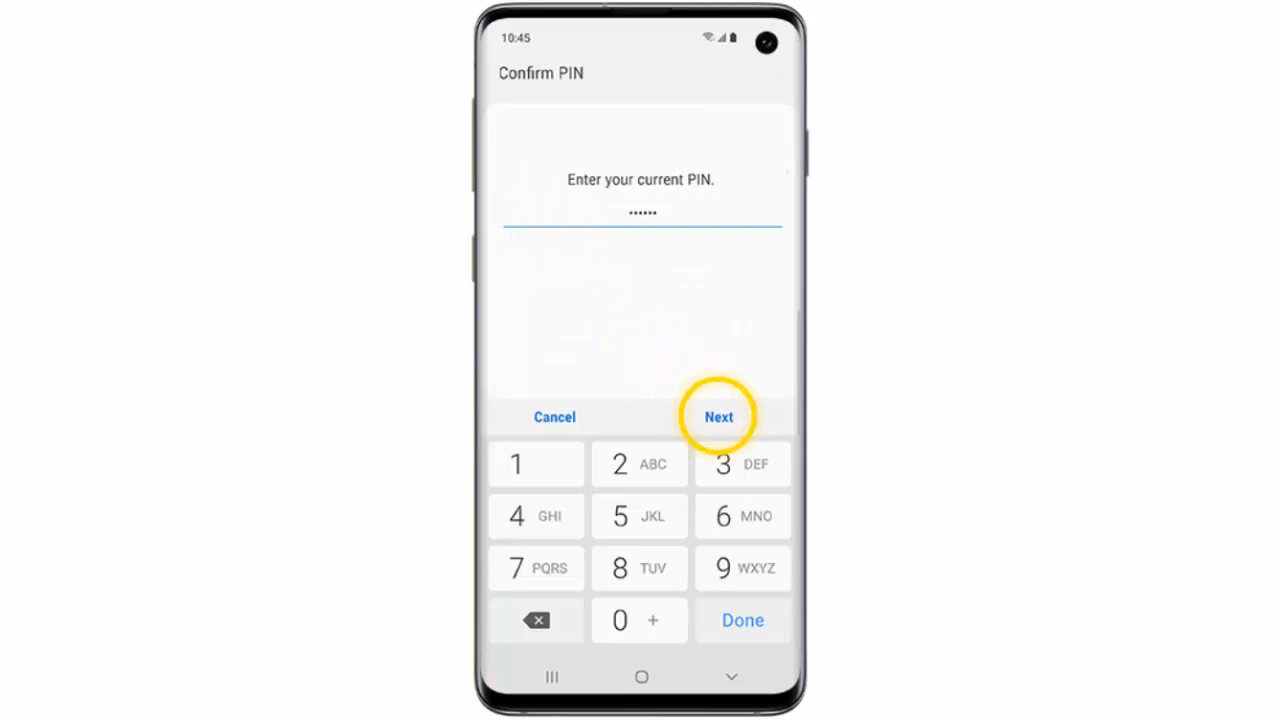 10:45
Confirm PIN
Enter your current PIN.
••••••
Cancel Next
1 2 ABC 3 DEF
4 GHI 5 JKL 6 MNO
7 PQRS 8 TUV 9 WXYZ
0 + Done